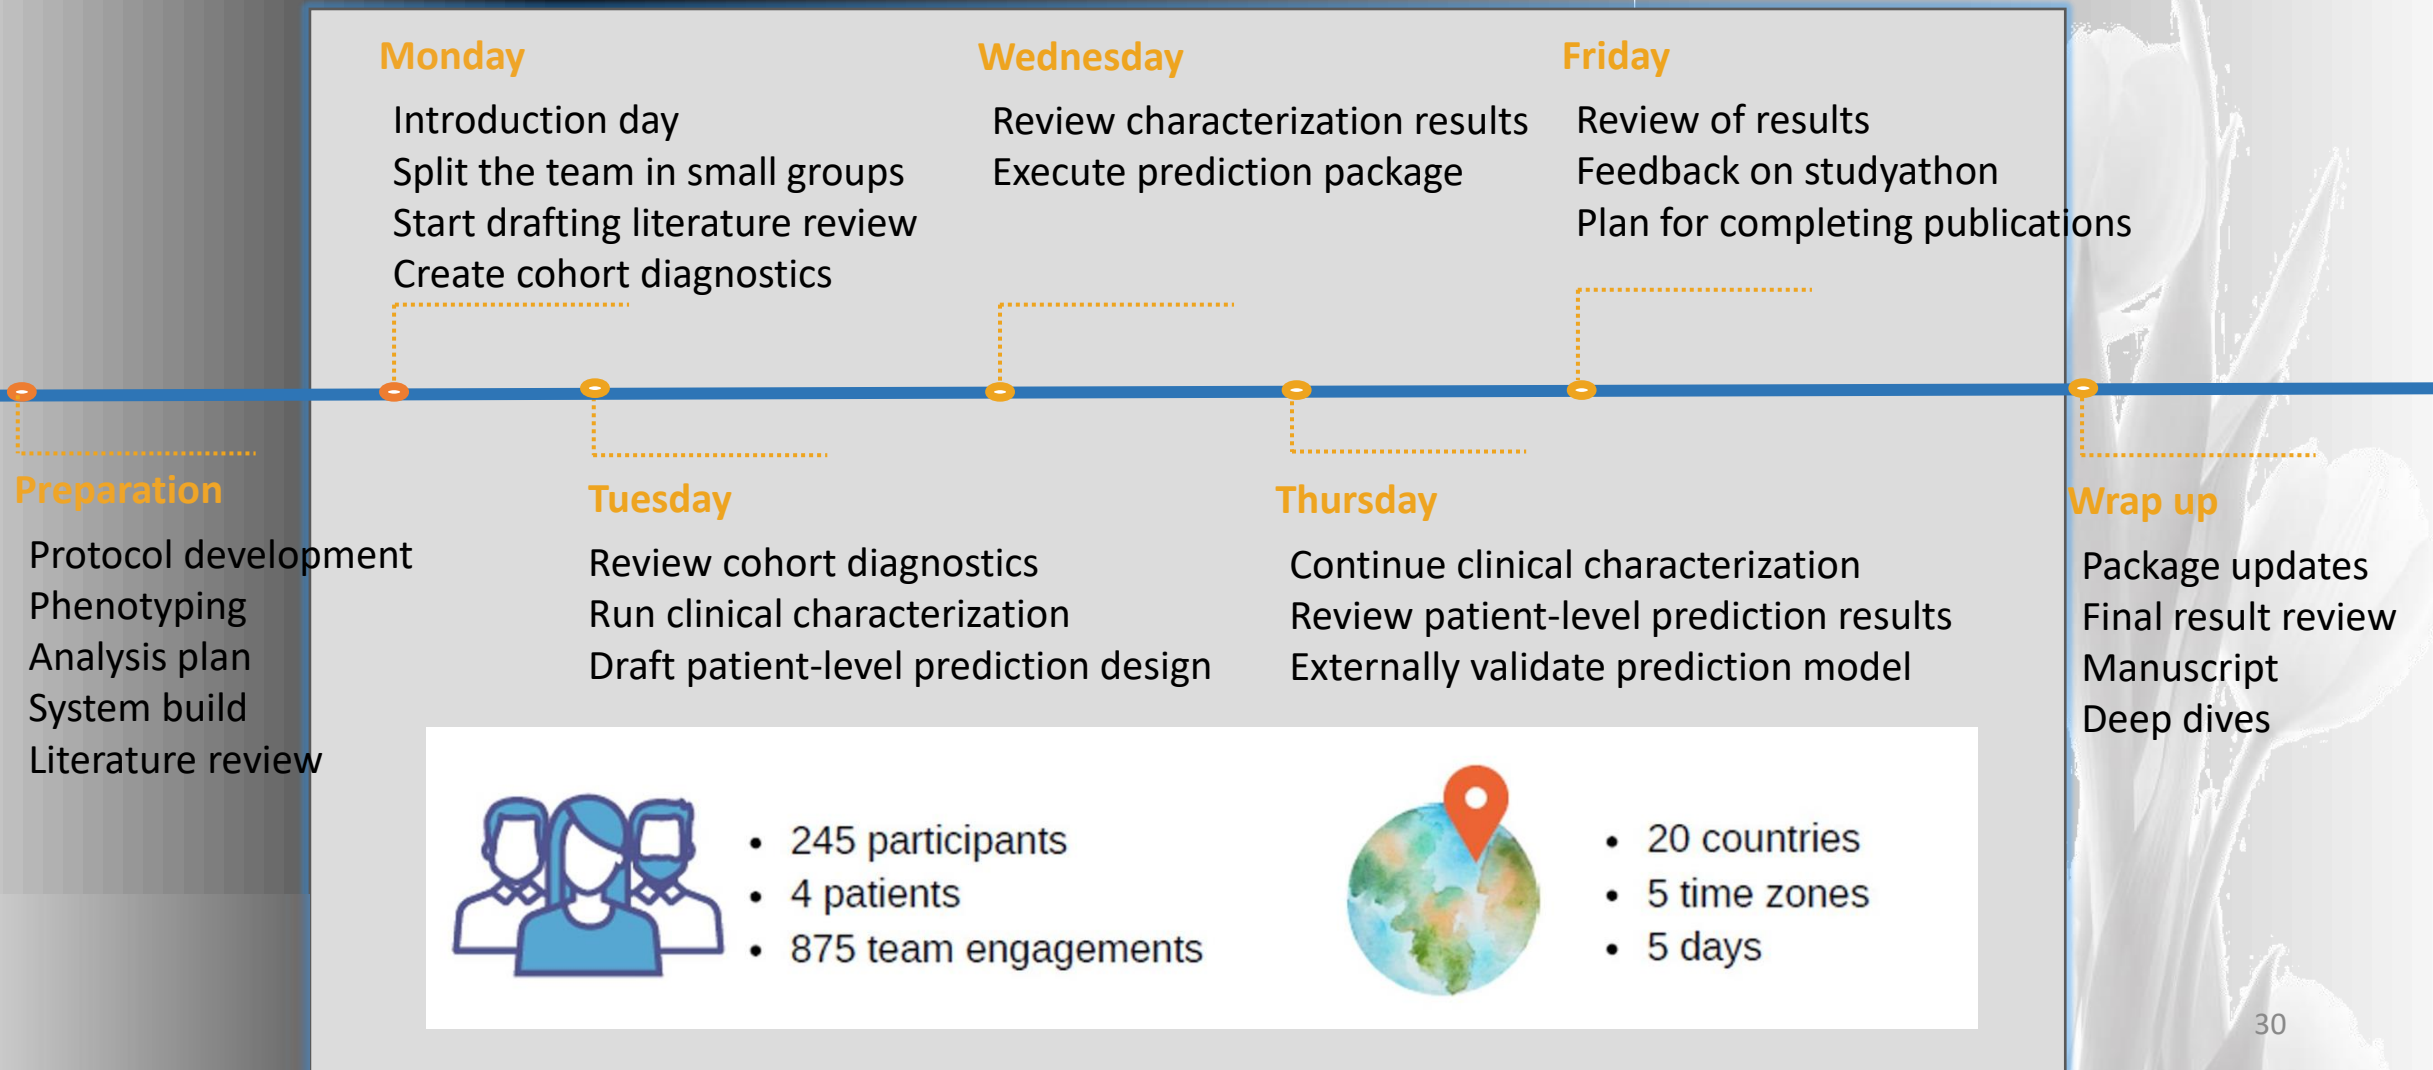 Monday
Introduction day
Split the team in small groups
Start drafting literature review
Create cohort diagnostics
Wednesday
Review characterization results
Execute prediction package
Friday
Review of results
Feedback on studyathon
Plan for completing publications
Preparation
Protocol development
Phenotyping
Analysis plan
System build
Literature review
Tuesday
Review cohort diagnostics
Run clinical characterization
Draft patient-level prediction design
Thursday
Continue clinical characterization
Review patient-level prediction results
Externally validate prediction model
Wrap up
Package updates
Final result review
Manuscript
Deep dives
• 245 participants
• 4 patients
• 875 team engagements
• 20 countries
• 5 time zones
• 5 days
30